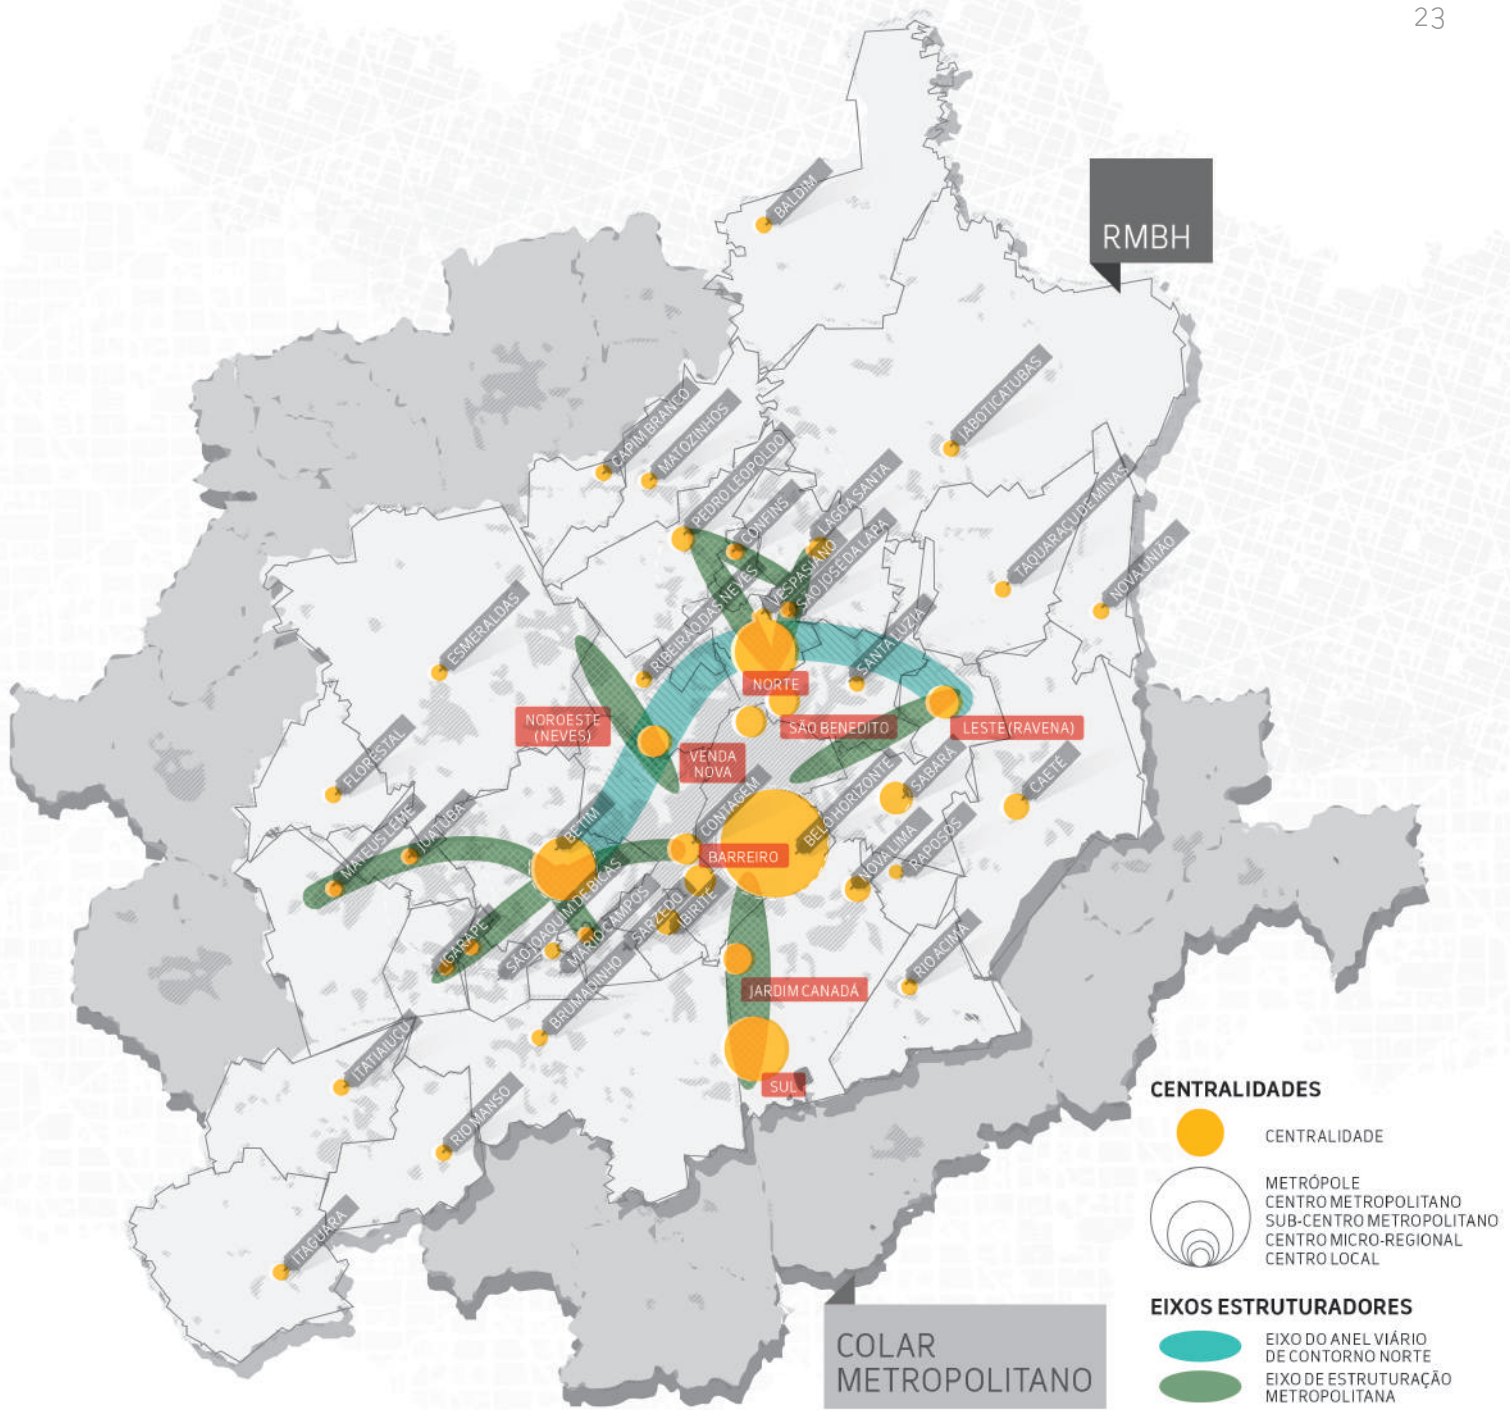 23
RMBH
BALDIM
JABOTICATUBAS
CAPIM BRANCO
MATOZINHOS
PEDRO LEOPOLDO
CONFINS
LAGOA SANTA
VESPASIANO
SÃO JOSÉ DA LAPA
TAQUARAÇU DE MINAS
NOVA UNIÃO
ESMERALDAS
RIBEIRÃO DAS NEVES
SANTA LUZIA
NORTE
NOROESTE
(NEVES)
SÃO BENEDITO
LESTE (RAVENA)
VENDA
NOVA
FLORESTAL
CONTAGEM
BELO HORIZONTE
SABARÁ
CAETÉ
MATEUS LEME
JUATUBA
BETIM
BARREIRO
NOVA LIMA
RAPOSOS
IGARAPÉ
SÃO JOAQUIM DE BICAS
MÁRIO CAMPOS
SARZEDO
IBIRITÉ
BRUMADINHO
RIO ACIMA
JARDIM CANADÁ
ITATIAIUÇU
SUL
RIO MANSO
ITAGUARA
CENTRALIDADES
CENTRALIDADE
METRÓPOLE
CENTRO METROPOLITANO
SUB-CENTRO METROPOLITANO
CENTRO MICRO-REGIONAL
CENTRO LOCAL
EIXOS ESTRUTURADORES
EIXO DO ANEL VIÁRIO
DE CONTORNO NORTE
EIXO DE ESTRUTURAÇÃO
METROPOLITANA
COLAR
METROPOLITANO